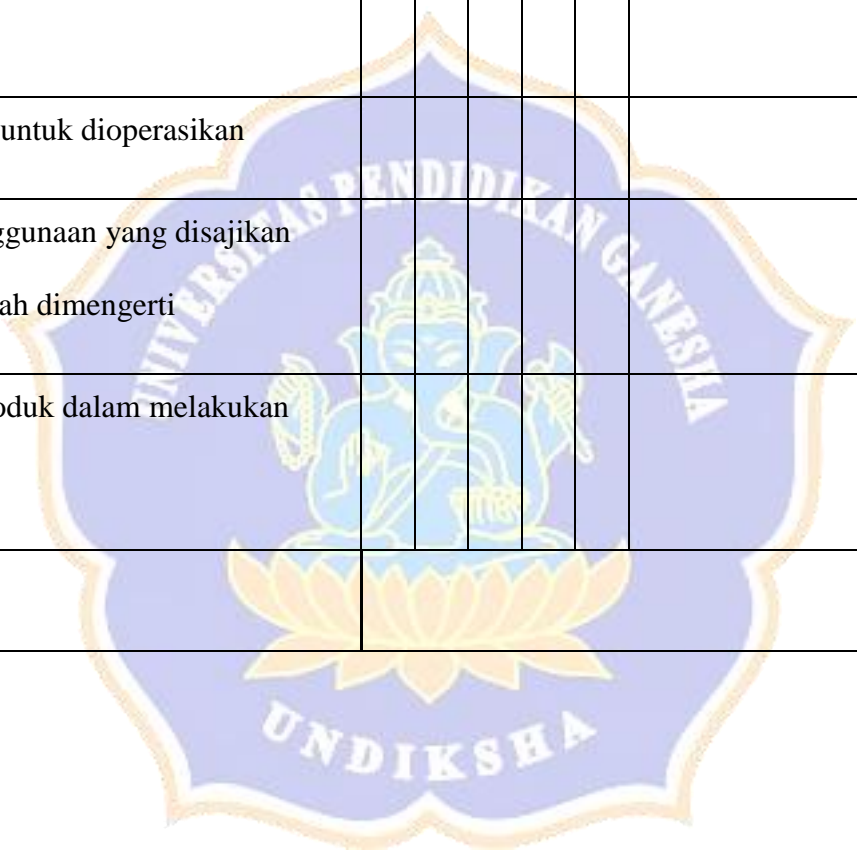 untuk dioperasikan
ggunaan yang disajikan
ah dimengerti
oduk dalam melakukan
UNIVERSITAS PENDIDIKAN GANESHA
UNDIKSHA